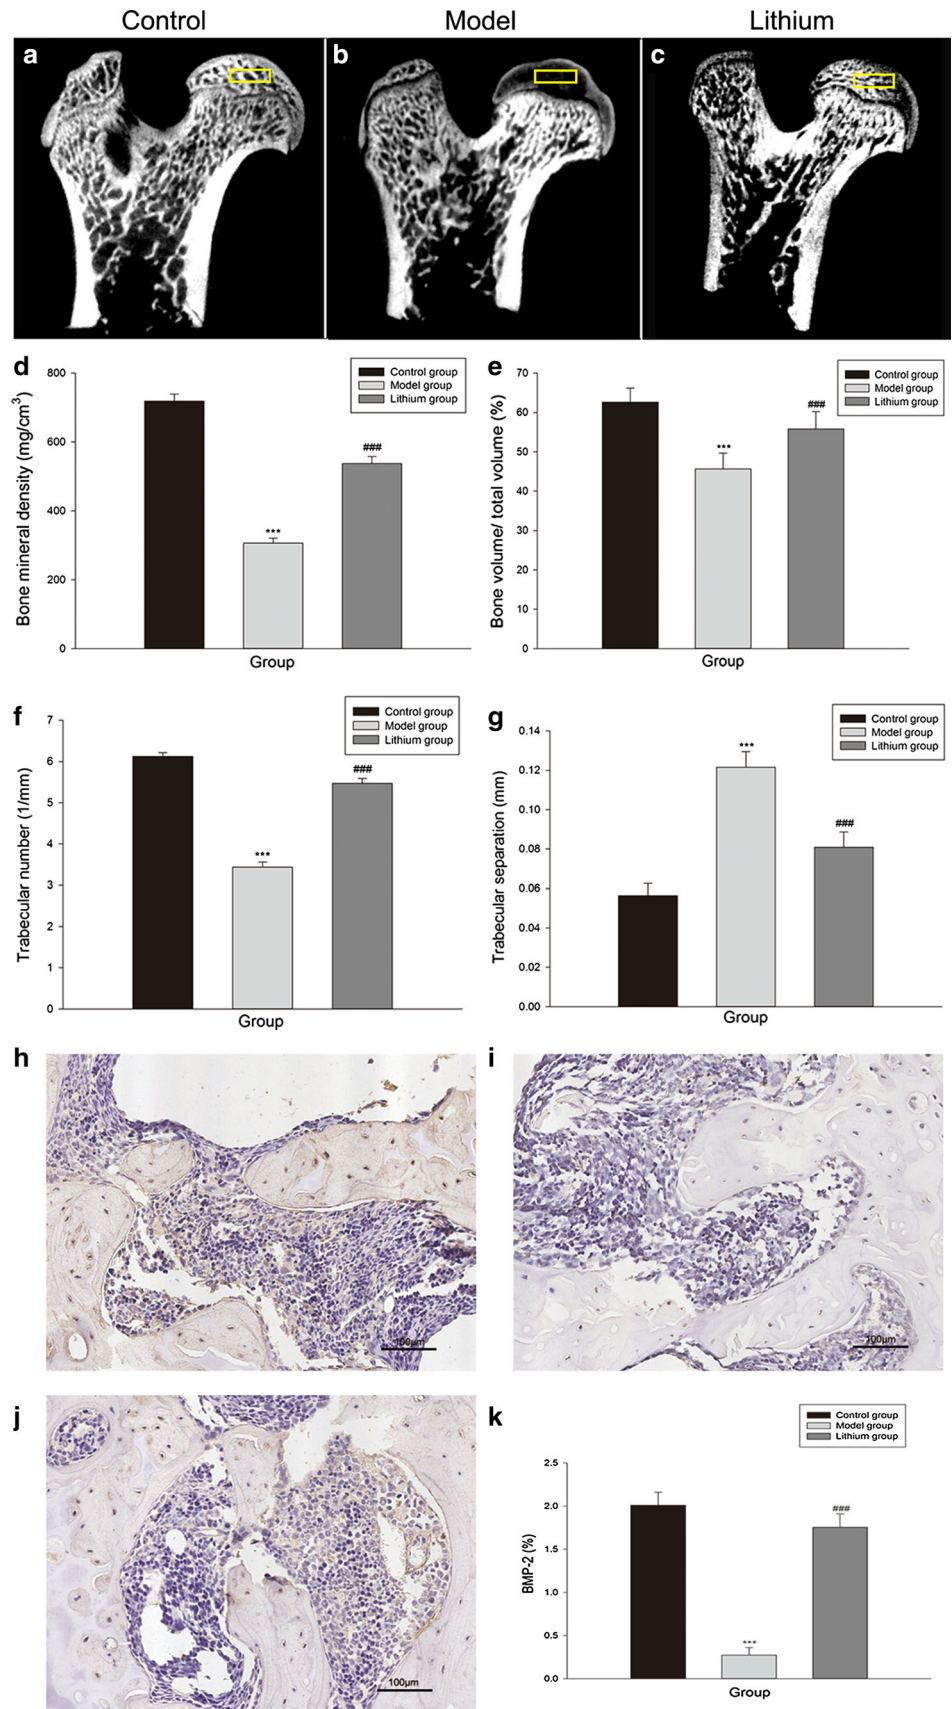 Control Model Lithium
a b c
d
Bone mineral density (mg/cm³)
800
600
400
200
0
Control group
Model group
Lithium group
***
###
Group
e
Bone volume/ total volume (%)
70
60
50
40
30
20
10
0
Control group
Model group
Lithium group
***
###
Group
f
Trabecular number (1/mm)
7
6
5
4
3
2
1
0
Control group
Model group
Lithium group
***
###
Group
g
Trabecular separation (mm)
0.14
0.12
0.10
0.08
0.06
0.04
0.02
0.00
Control group
Model group
Lithium group
***
###
Group
h
100μm
i
100μm
j
100μm
k
BMP-2 (%)
2.5
2.0
1.5
1.0
0.5
0.0
Control group
Model group
Lithium group
***
###
Group